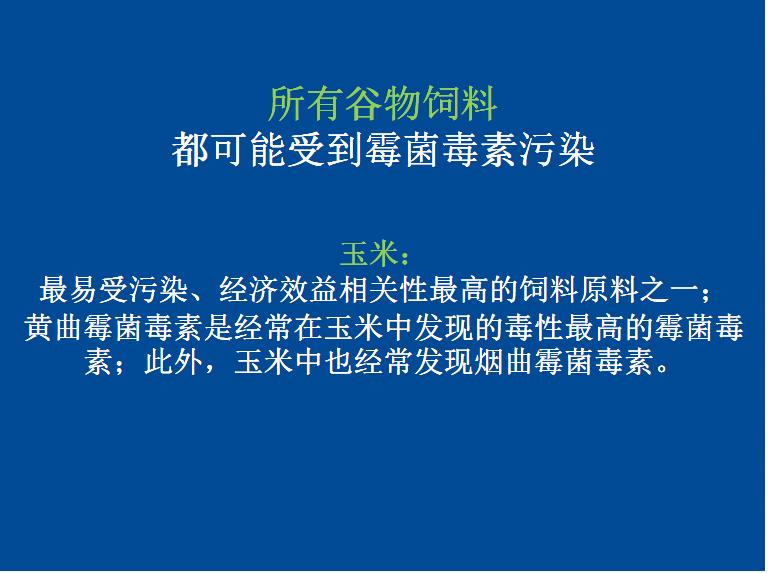 所有谷物饲料
都可能受到霉菌毒素污染
玉米：
最易受污染、经济效益相关性最高的饲料原料之一；
黄曲霉菌毒素是经常在玉米中发现的毒性最高的霉菌毒
素；此外，玉米中也经常发现烟曲霉菌毒素。